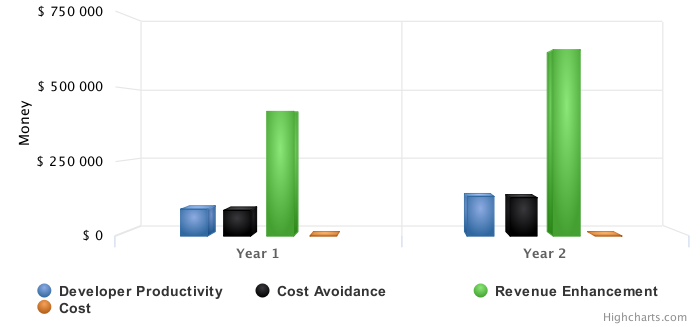 $ 750 000
$ 500 000
Money
$ 250 000
$ 0
Year 1
Year 2
Developer Productivity
Cost Avoidance
Revenue Enhancement
Cost
Highcharts.com